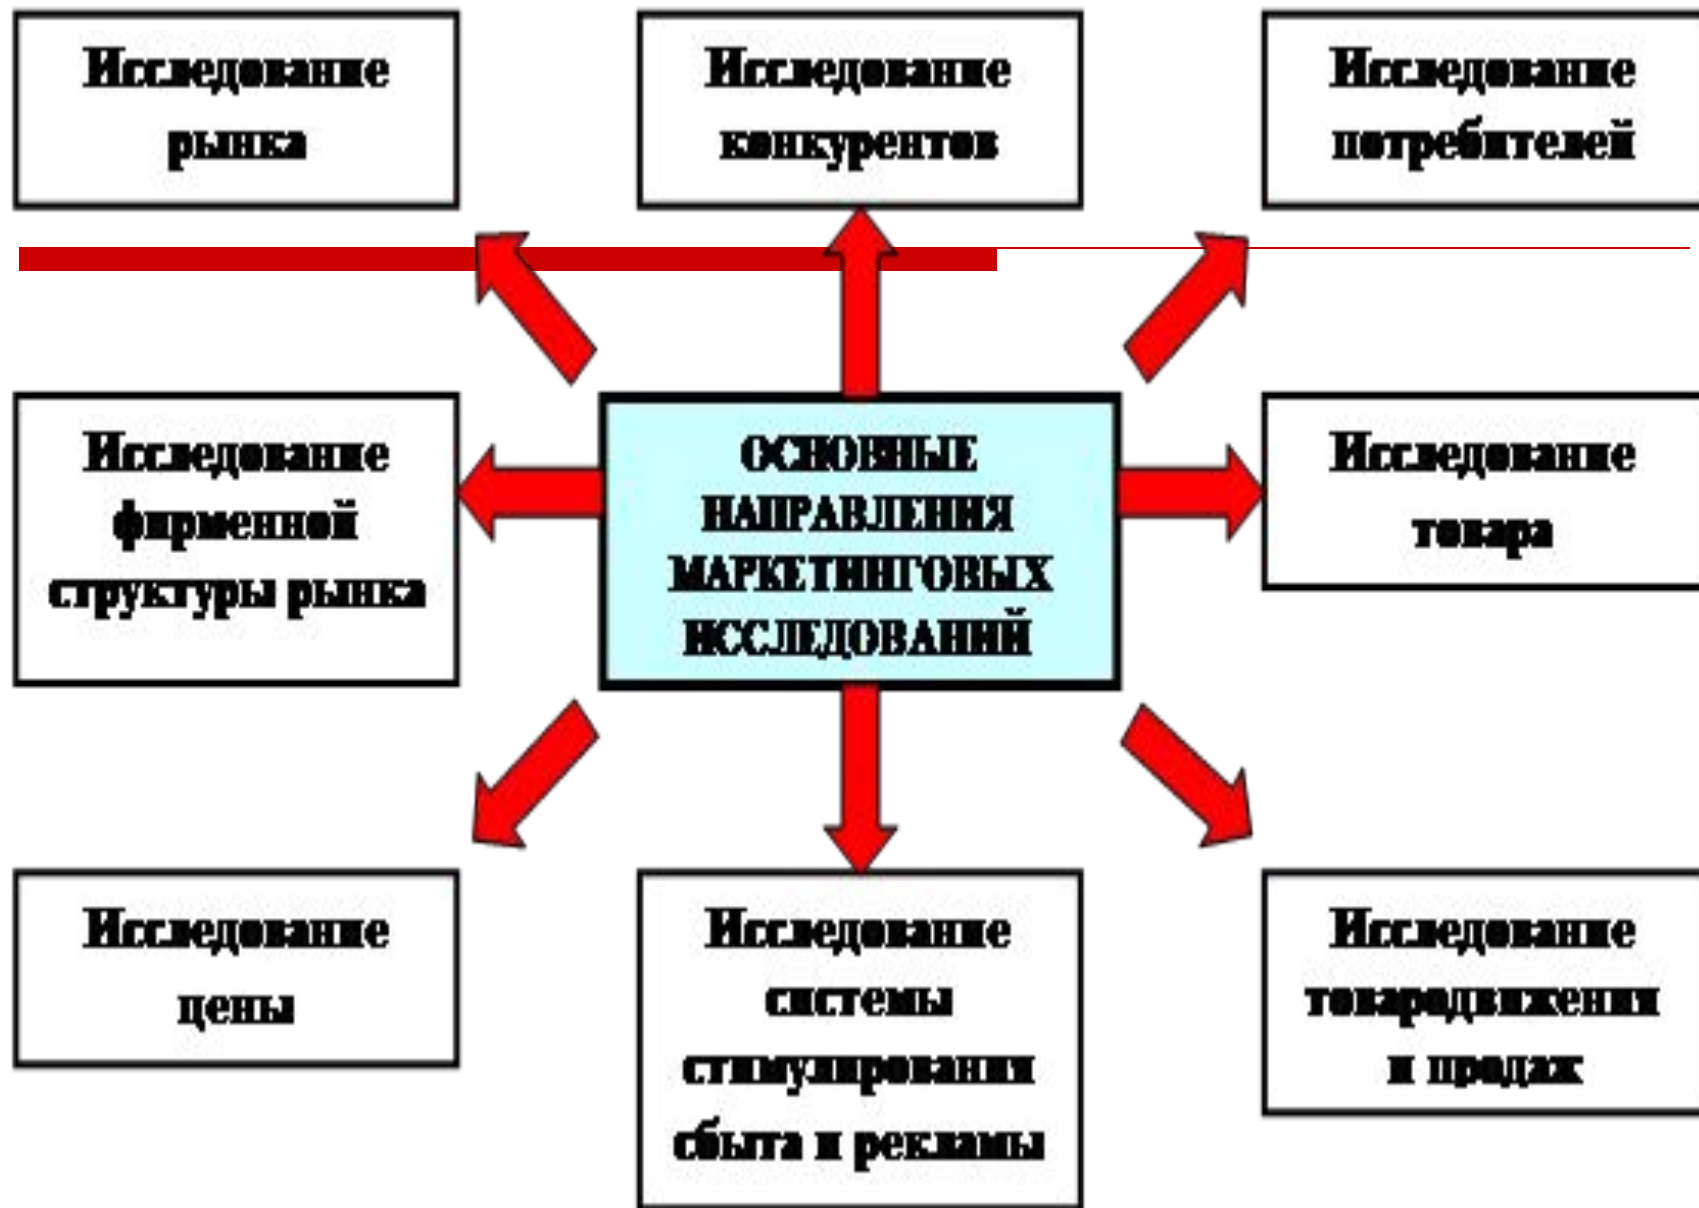 Исследование
рынка
Исследование
конкурентов
Исследование
потребителей
Исследование
фирменной
структуры рынка
ОСНОВНЫЕ
НАПРАВЛЕНИЯ
МАРКЕТИНГОВЫХ
ИССЛЕДОВАНИЙ
Исследование
товара
Исследование
цены
Исследование
системы
стимулирования
сбыта и рекламы
Исследование
товародвижения
и продаж